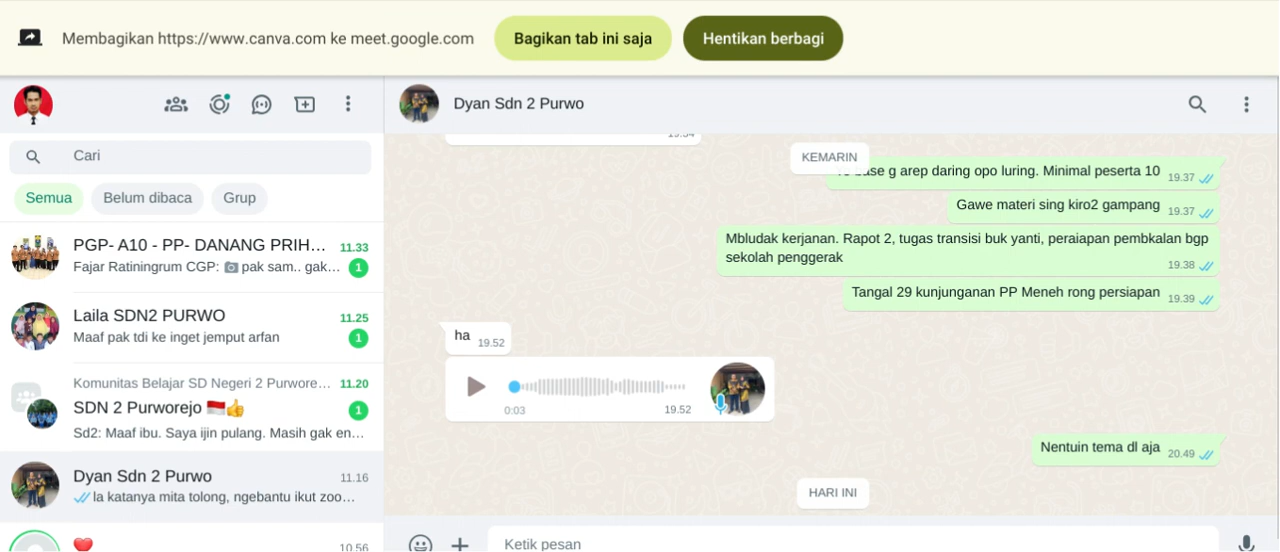 Membagikan https://www.canva.com ke meet.google.com
Bagikan tab ini saja
Hentikan berbagi
Cari
Semua
Belum dibaca
Grup
PGP- A10 - PP- DANANG PRIH...
11.33
Fajar Ratiningrum CGP: 📷 pak sam.. gak...
1
Laila SDN2 PURWO
11.25
Maaf pak tdi ke inget jemput arfan
1
Komunitas Belajar SD Negeri 2 Purwore...
11.20
SDN 2 Purworejo 🇮🇩👍
1
Sd2: Maaf ibu. Saya ijin pulang. Masih gak en...
Dyan Sdn 2 Purwo
11.16
la katanya mita tolong, ngebantu ikut zoo...
❤️
10.56
Dyan Sdn 2 Purwo
19.34
KEMARIN
g arep daring opo luring. Minimal peserta 10
19.37
Gawe materi sing kiro2 gampang
19.37
Mbludak kerjanan. Rapot 2, tugas transisi buk yanti, peraiapan pembkalan bgp
sekolah penggerak
19.38
Tangal 29 kunjunganan PP Meneh rong persiapan
19.39
ha
19.52
0:03
19.52
Nentuin tema dl aja
20.49
HARI INI
Ketik pesan